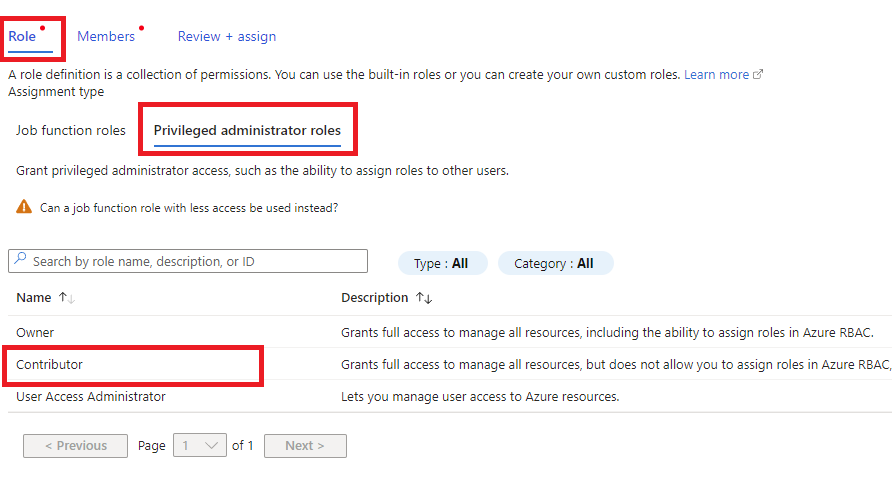 Role Members Review + assign
A role definition is a collection of permissions. You can use the built-in roles or you can create your own custom roles. Learn more
Assignment type
Job function roles Privileged administrator roles
Grant privileged administrator access, such as the ability to assign roles to other users.
Can a job function role with less access be used instead?
Search by role name, description, or ID Type : All Category : All
Name ↑↓ Description ↑↓
Owner Grants full access to manage all resources, including the ability to assign roles in Azure RBAC.
Contributor Grants full access to manage all resources, but does not allow you to assign roles in Azure RBAC,
User Access Administrator Lets you manage user access to Azure resources.
< Previous Page 1 of 1 Next >